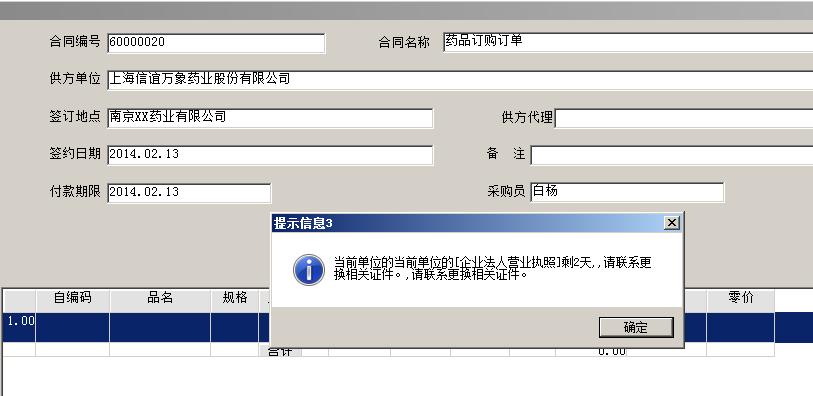 合同编号 60000020 合同名称 药品订购订单
供方单位 上海信谊万象药业股份有限公司
签订地点 南京XX药业有限公司 供方代理
签约日期 2014.02.13 备 注
付款期限 2014.02.13 采购员 白杨
提示信息3
当前单位的当前单位的[企业法人营业执照]剩2天,,请联系更
换相关证件。,请联系更换相关证件。
确定
自编码 品名 规格 零价
1.00
合计 0.00